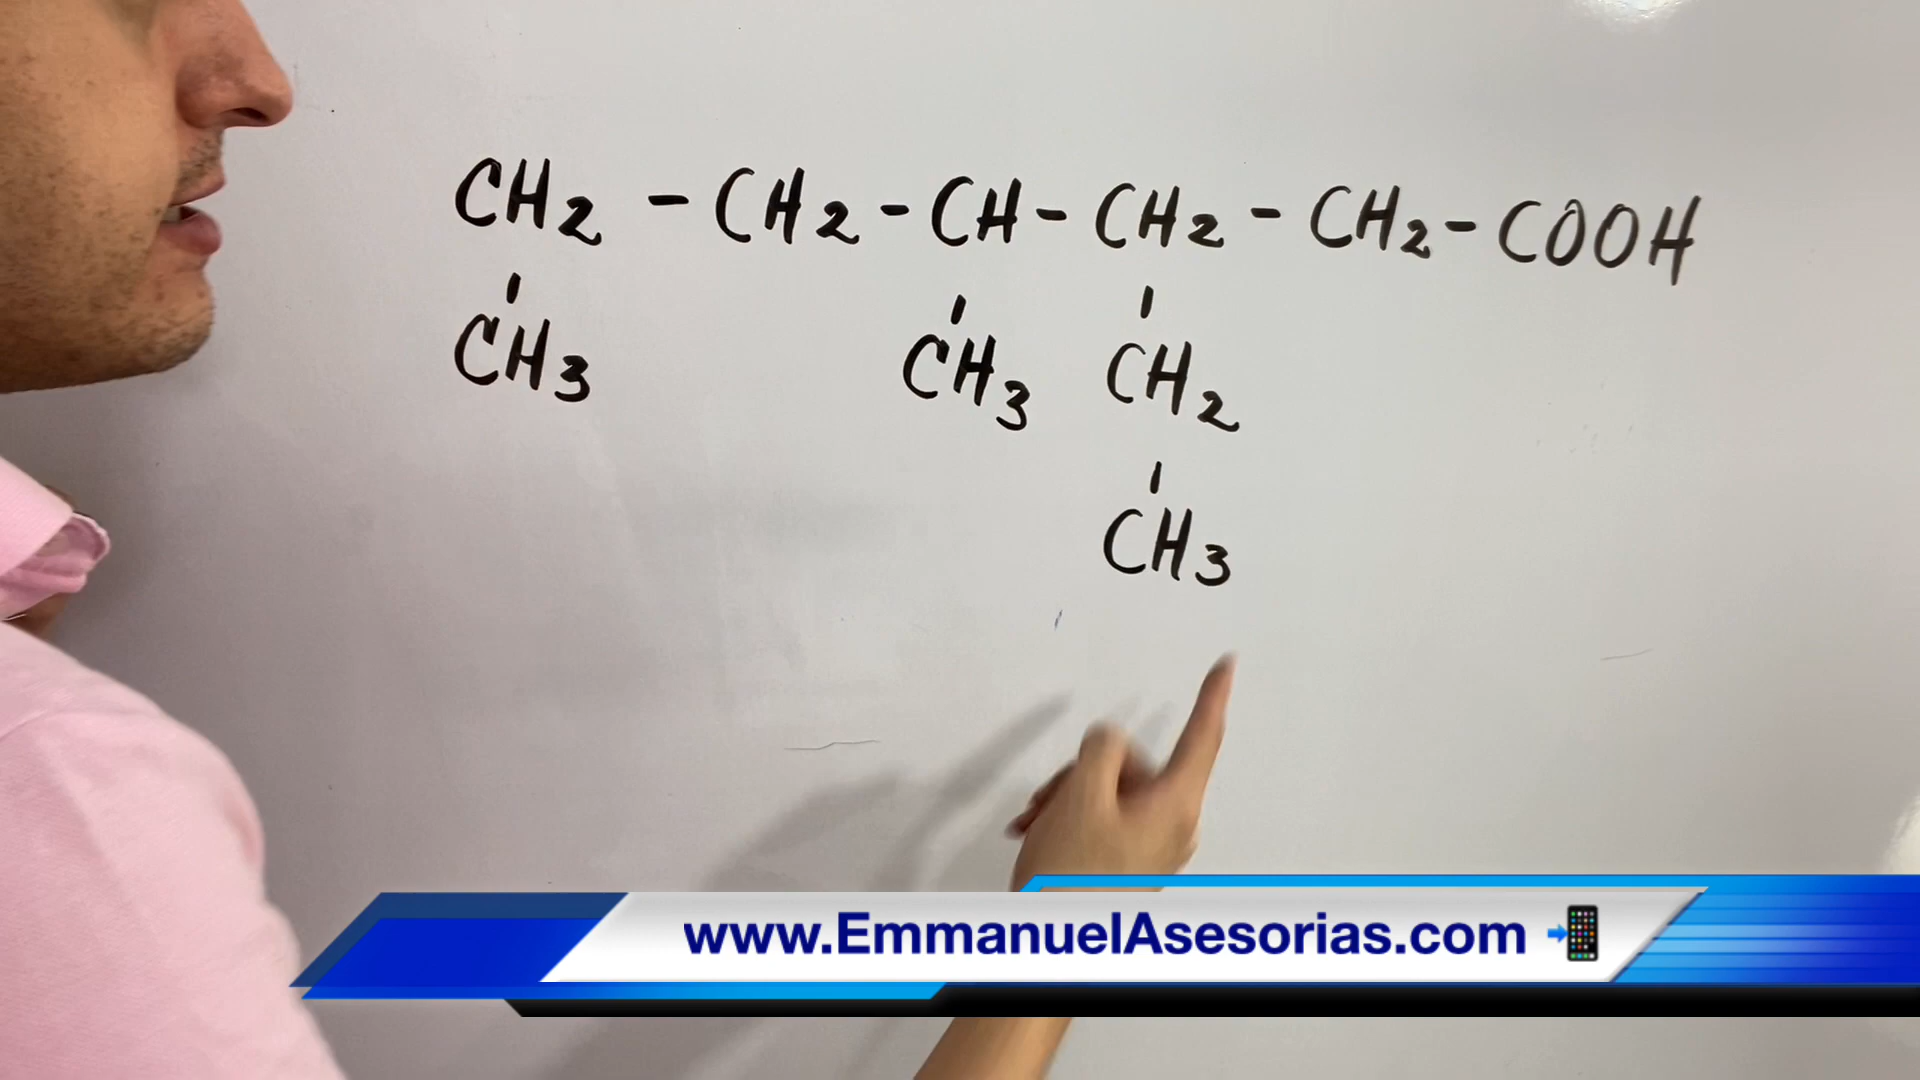 CH2 - CH2 - CH - CH2 - CH2 - COOH
CH3 CH3 CH2
CH3
www.EmmanuelAsesorias.com